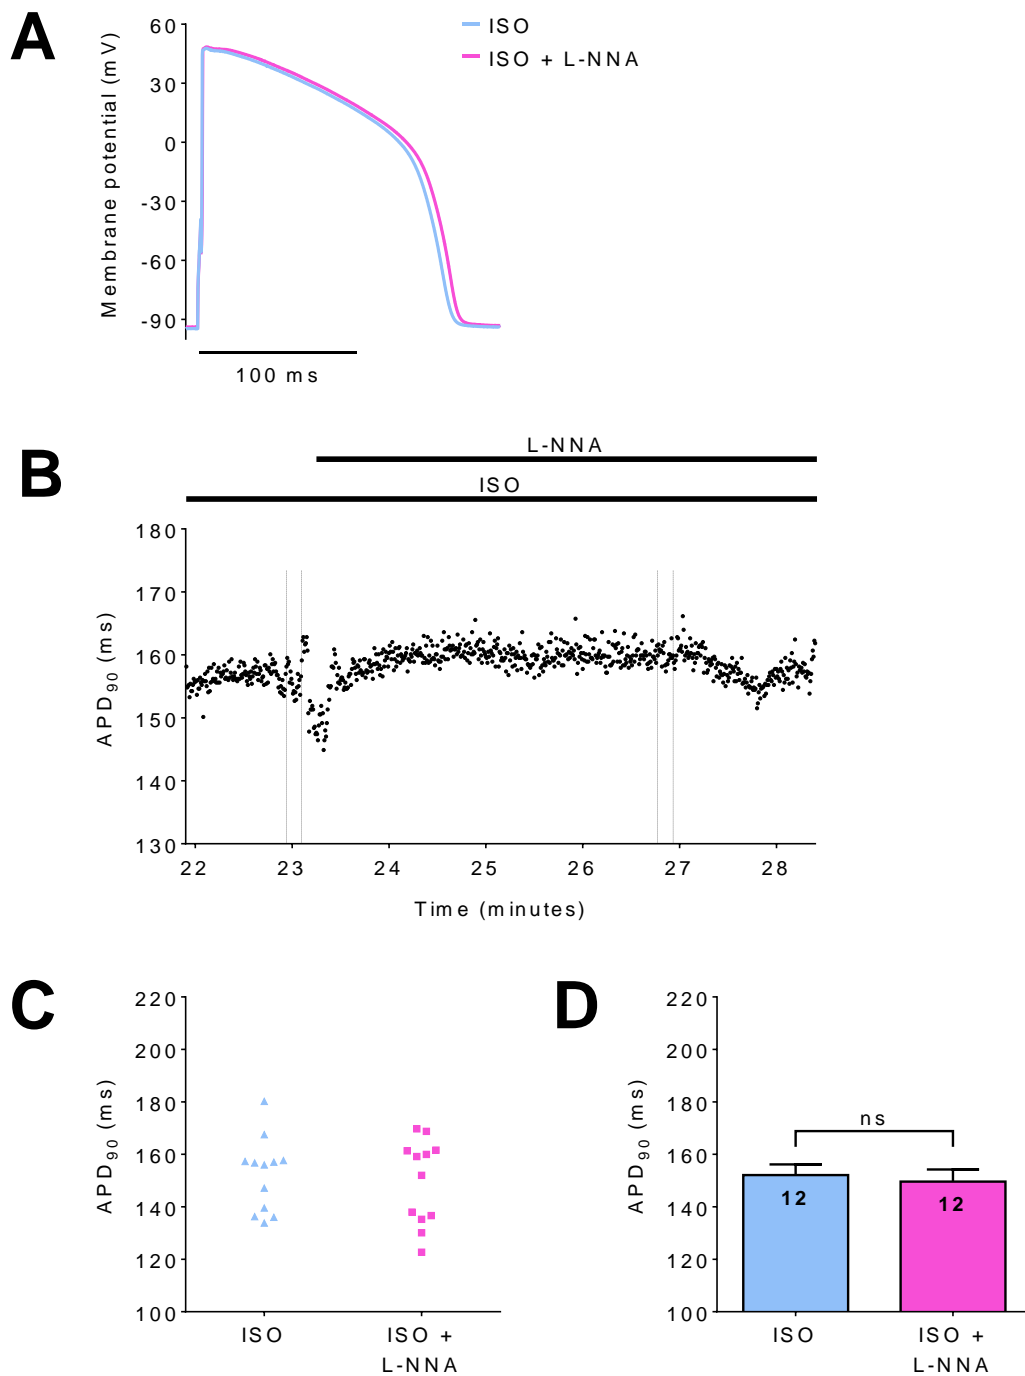 A
ISO
ISO + L-NNA
Membrane potential (mV)
60
30
0
-30
-60
-90
100 ms
B
L-NNA
ISO
APD90 (ms)
180
170
160
150
140
130
22 23 24 25 26 27 28
Time (minutes)
C
APD90 (ms)
220
200
180
160
140
120
100
ISO
ISO +
L-NNA
D
APD90 (ms)
220
200
180
160
140
120
100
ns
12
12
ISO
ISO +
L-NNA